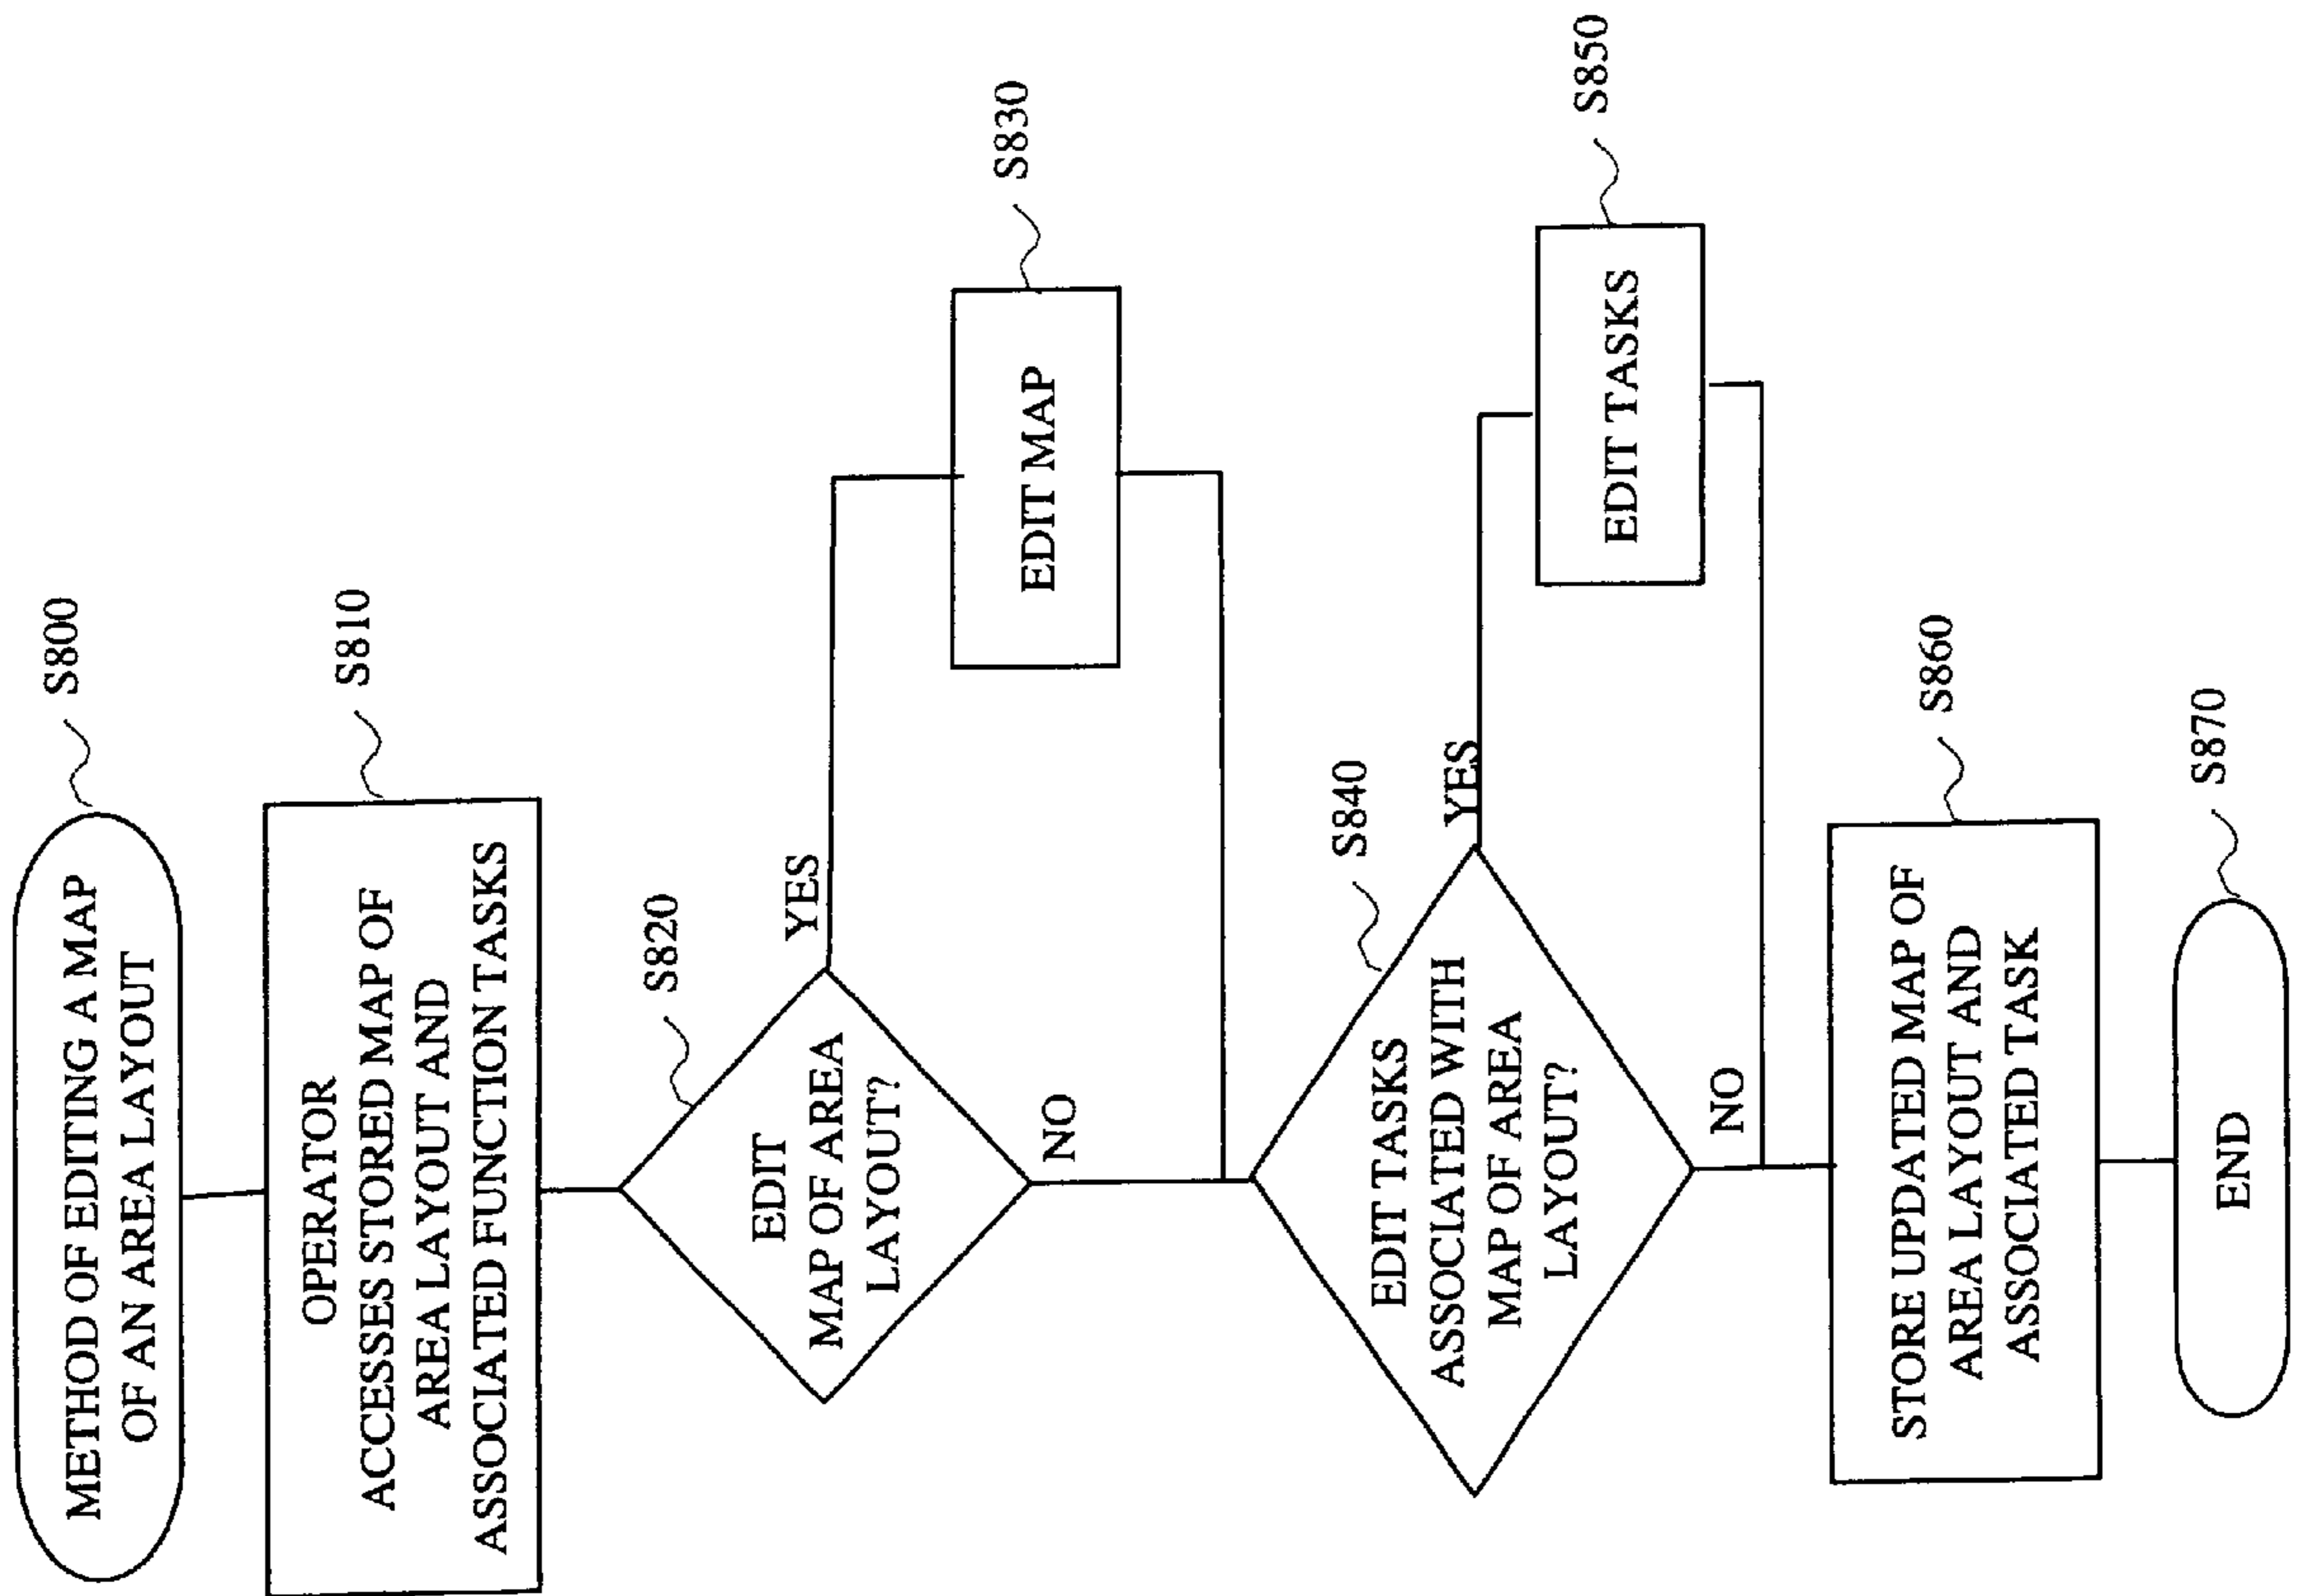 METHOD OF EDITING A MAP
OF AN AREA LAYOUT
S800
OPERATOR
ACCESSES STORED MAP OF
AREA LAYOUT AND
ASSOCIATED FUNCTION TASKS
S810
EDIT
MAP OF AREA
LAYOUT?
S820
YES
NO
EDIT MAP
S830
EDIT TASKS
ASSOCIATED WITH
MAP OF AREA
LAYOUT?
S840
YES
NO
EDIT TASKS
S850
STORE UPDATED MAP OF
AREA LAYOUT AND
ASSOCIATED TASK
S860
END
S870